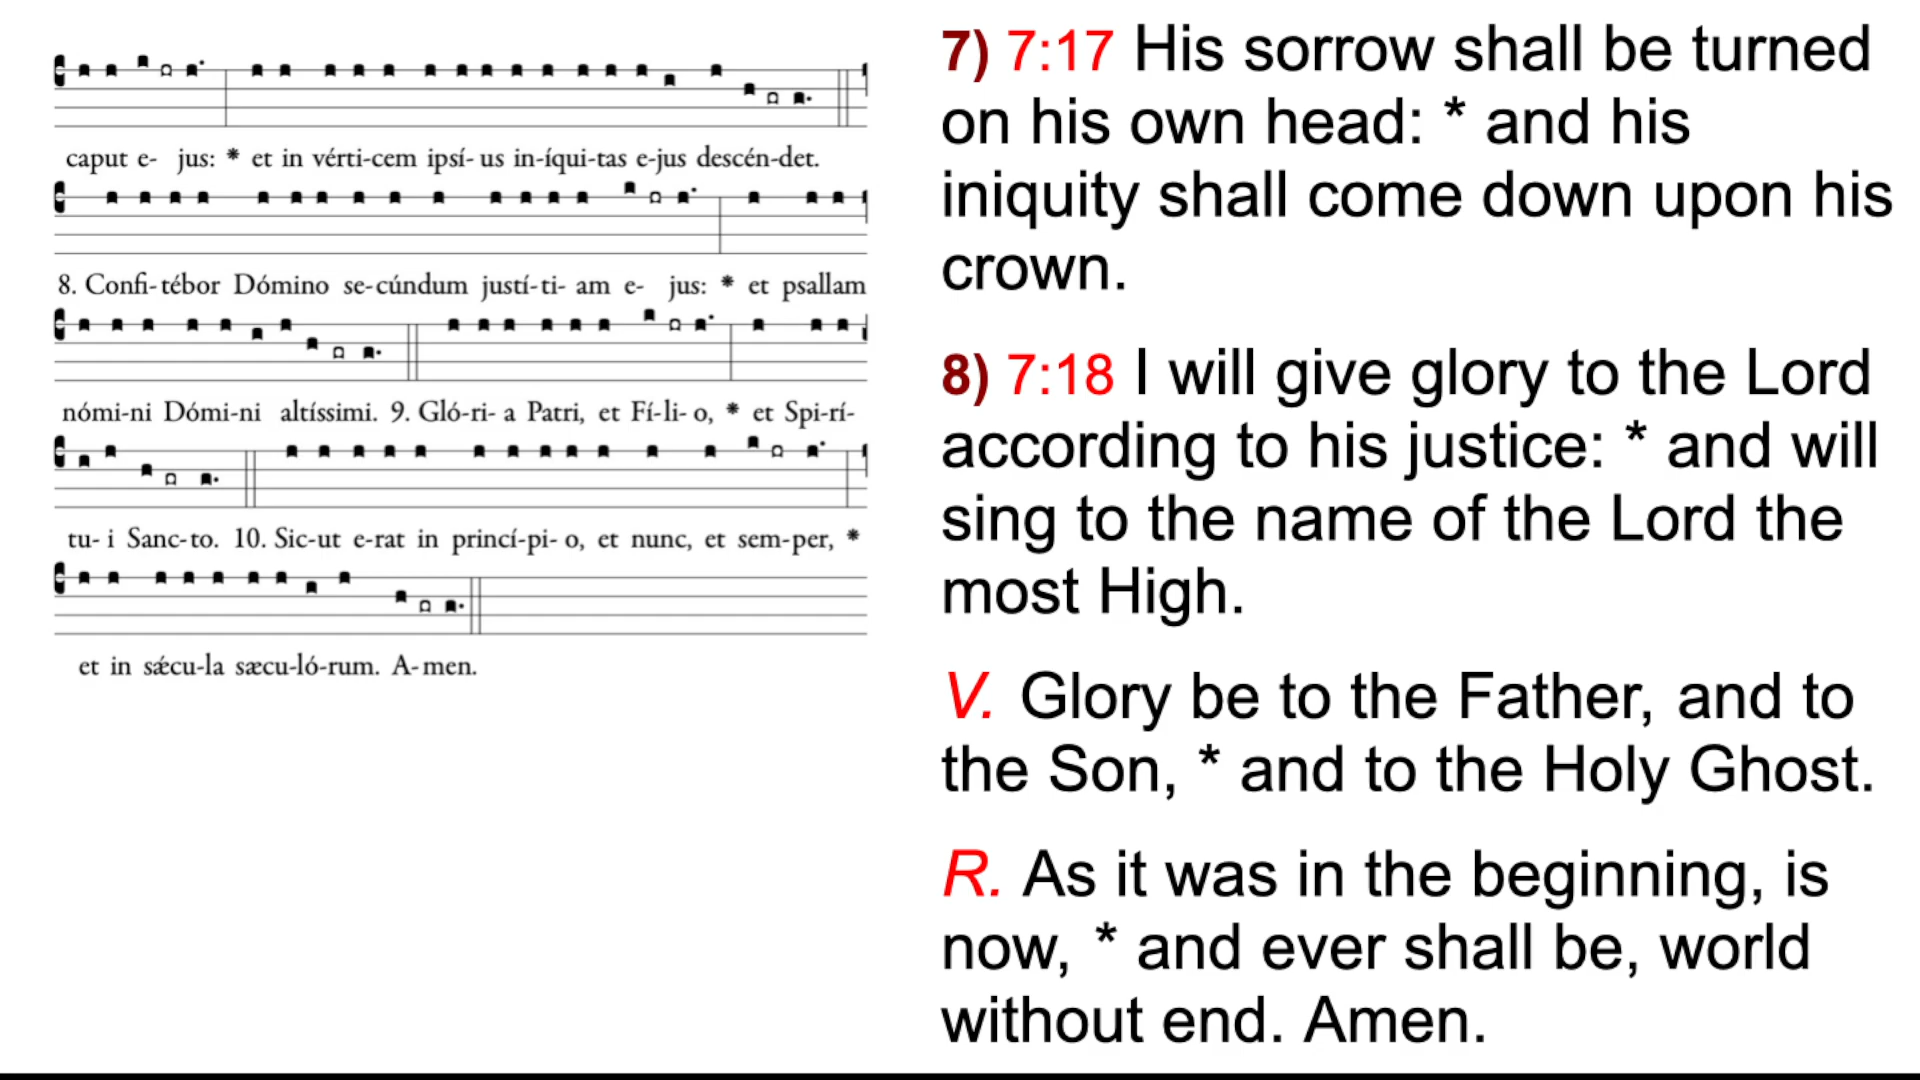 caput e- jus: * et in vérti-cem ipsí-us in-íqui-tas e-jus descén-det.
8. Confi-tébor Dómino se-cúndum justí-ti-am e- jus: * et psallam
nómi-ni Dómi-ni altíssimi. 9. Gló-ri-a Patri, et Fí-li-o, * et Spi-rí-
tu-i Sanc-to. 10. Sic-ut e-rat in princí-pi-o, et nunc, et sem-per, *
et in sǽcu-la sæcu-ló-rum. A-men.
7) 7:17 His sorrow shall be turned
on his own head: * and his
iniquity shall come down upon his
crown.
8) 7:18 I will give glory to the Lord
according to his justice: * and will
sing to the name of the Lord the
most High.
V. Glory be to the Father, and to
the Son, * and to the Holy Ghost.
R. As it was in the beginning, is
now, * and ever shall be, world
without end. Amen.